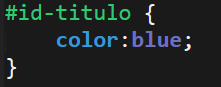 #id-titulo {
    color:blue;
}